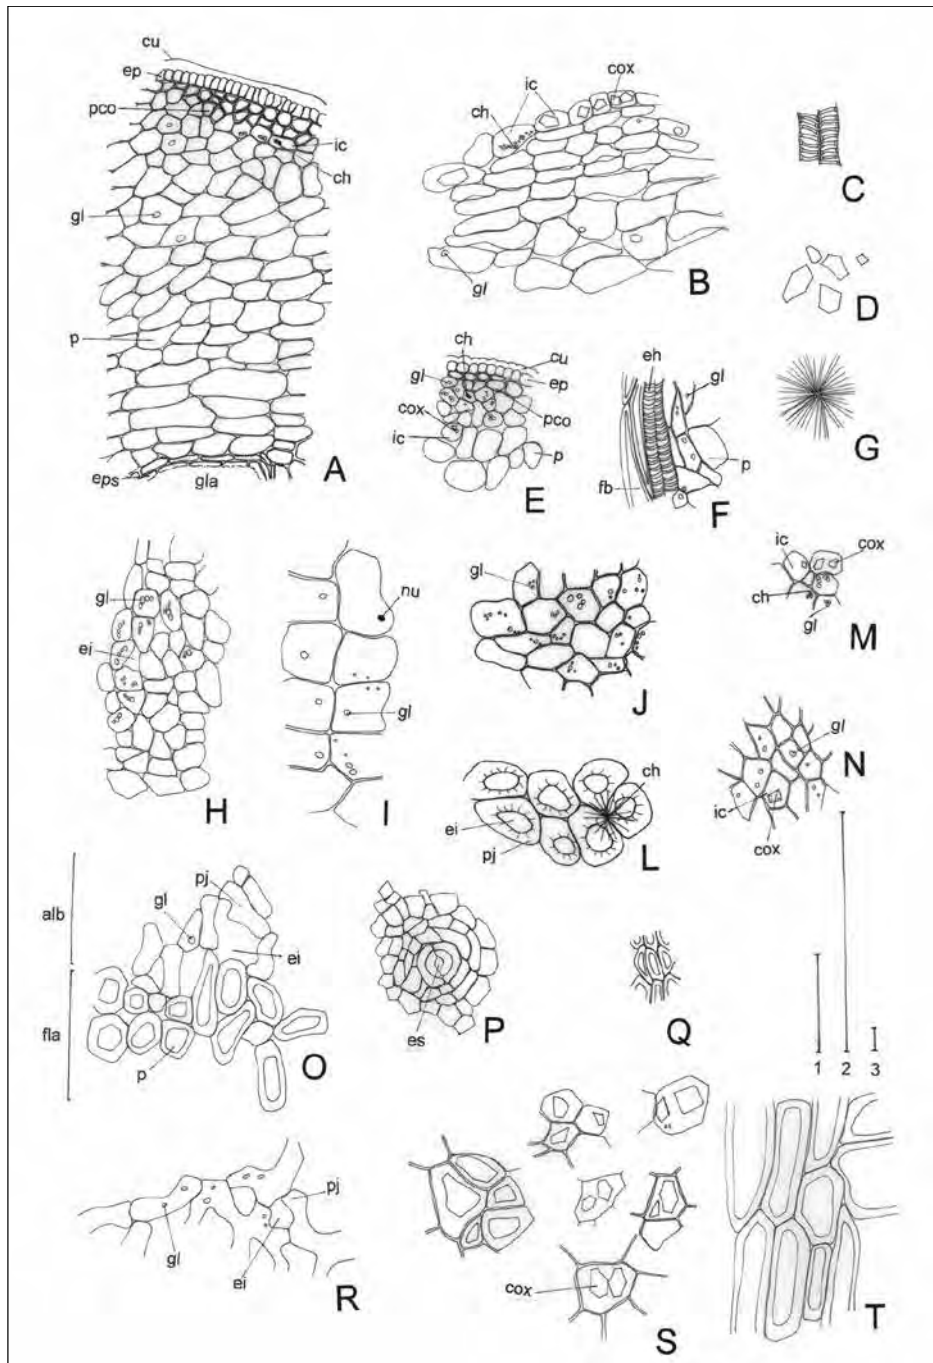 cu
ep
pco
ic
ch
gl
p
eps
gla
A
cox
ic
ch
gl
B
C
D
ch
cu
gl
ep
cox
pco
ic
p
E
eh
gl
fb
p
F
G
gl
ei
H
nu
gl
I
gl
J
ic
cox
ch
gl
M
ch
ei
pj
L
gl
N
ic
cox
alb
pj
gl
ei
fla
p
O
es
P
Q
1
2
3
gl
ei
pj
R
cox
S
T